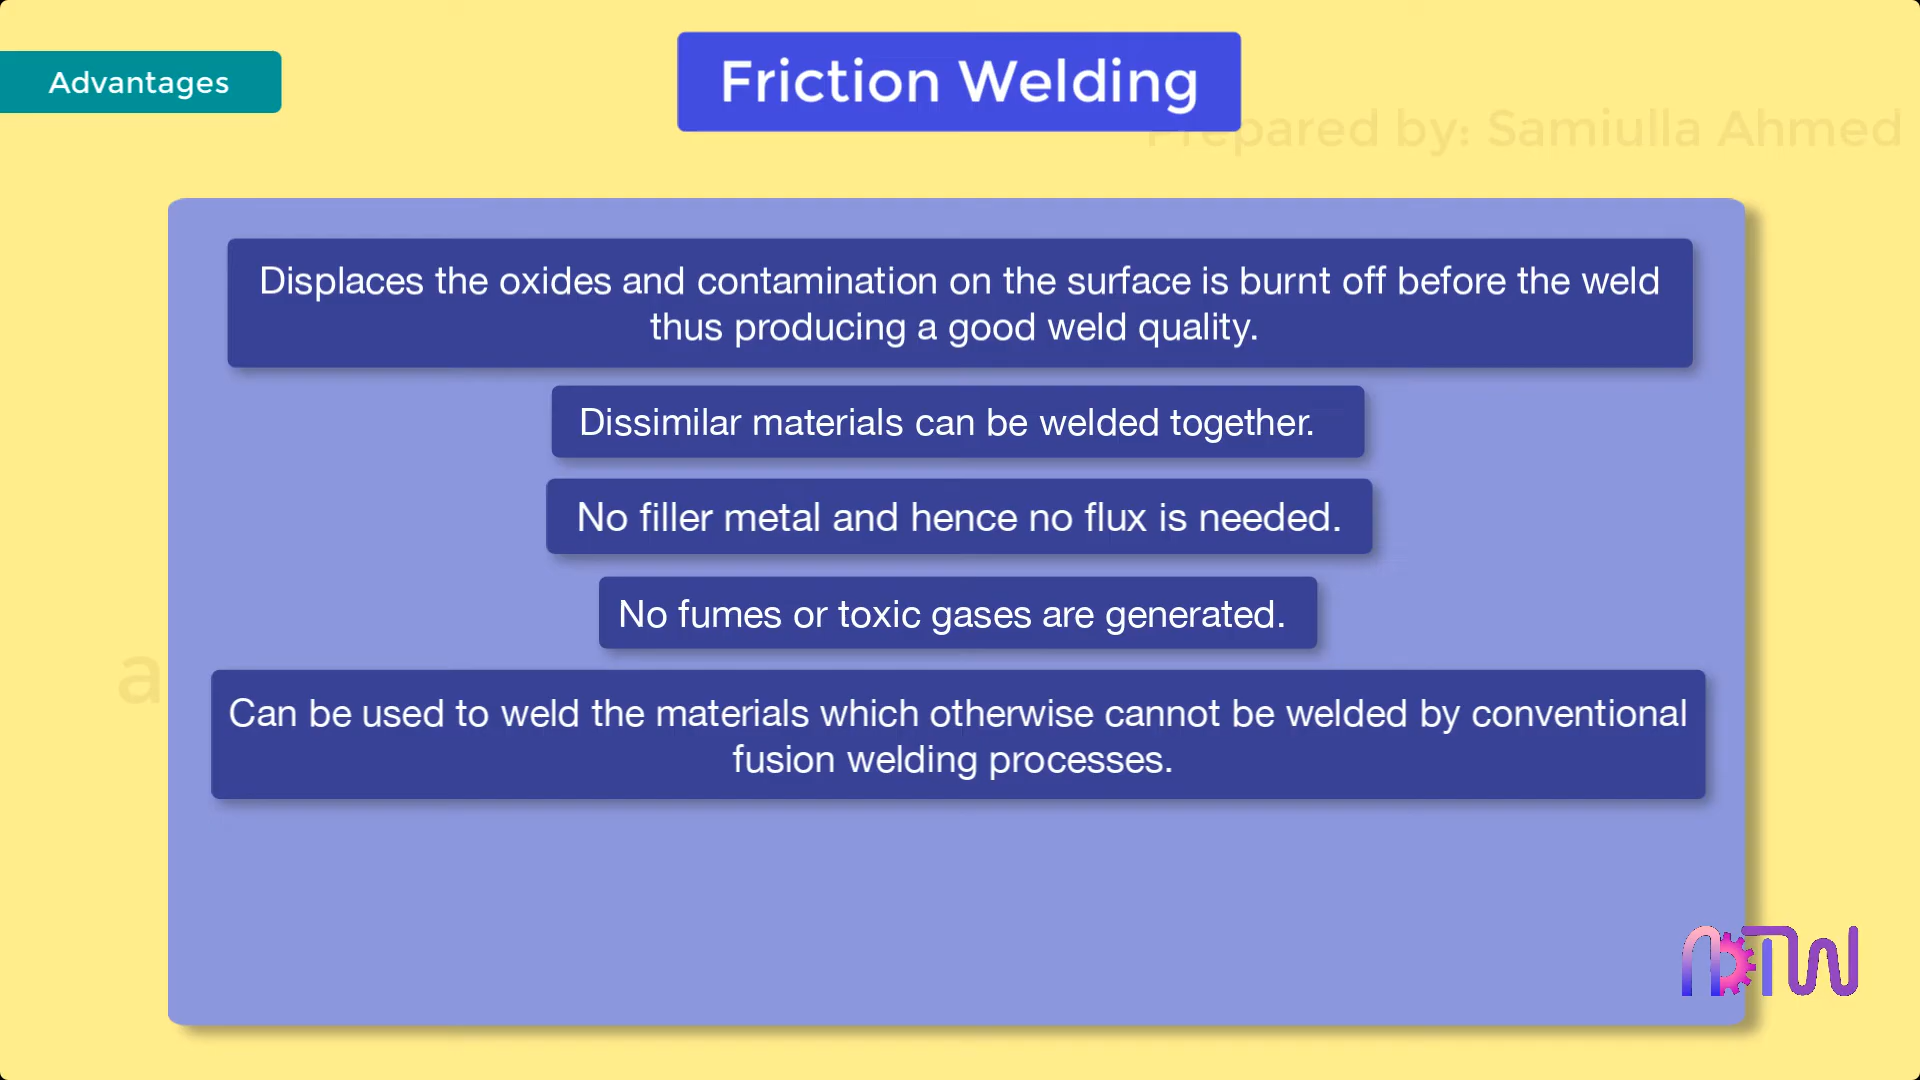 Advantages
Friction Welding
Prepared by: Samiulla Ahmed
Displaces the oxides and contamination on the surface is burnt off before the weld
thus producing a good weld quality.
Dissimilar materials can be welded together.
No filler metal and hence no flux is needed.
No fumes or toxic gases are generated.
a
Can be used to weld the materials which otherwise cannot be welded by conventional
fusion welding processes.